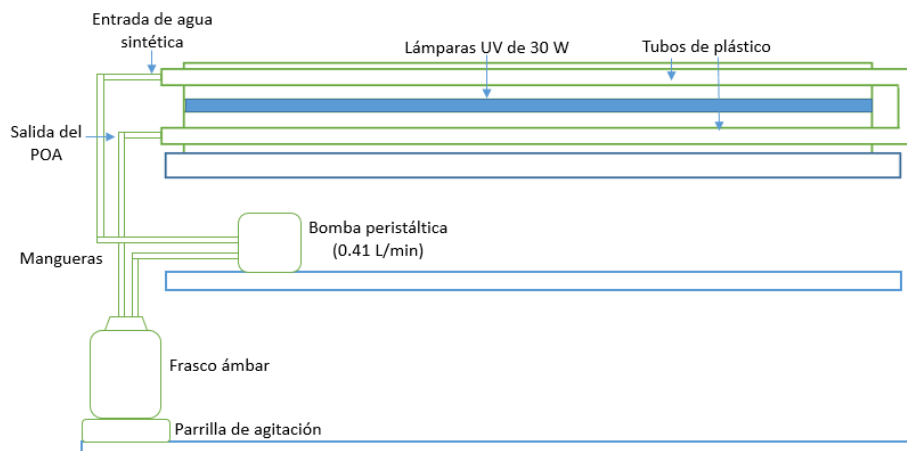 Entrada de agua
sintética
Lámparas UV de 30 W
Tubos de plástico
Salida del
POA
Bomba peristáltica
(0.41 L/min)
Mangueras
Frasco ámbar
Parrilla de agitación